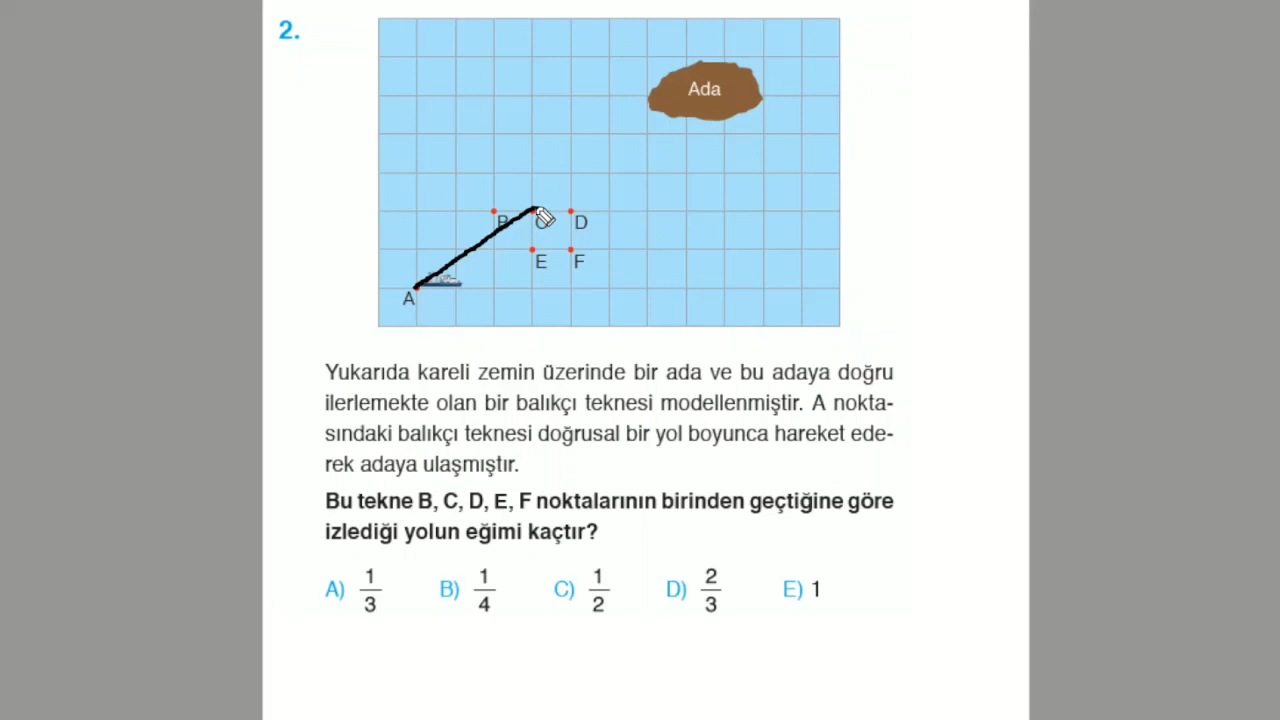 2.
Ada
B C D
E F
A
Yukarıda kareli zemin üzerinde bir ada ve bu adaya doğru
ilerlemekte olan bir balıkçı teknesi modellenmiştir. A nokta-
sındaki balıkçı teknesi doğrusal bir yol boyunca hareket ede-
rek adaya ulaşmıştır.
Bu tekne B, C, D, E, F noktalarının birinden geçtiğine göre
izlediği yolun eğimi kaçtır?
A) 1/3 B) 1/4 C) 1/2 D) 2/3 E) 1